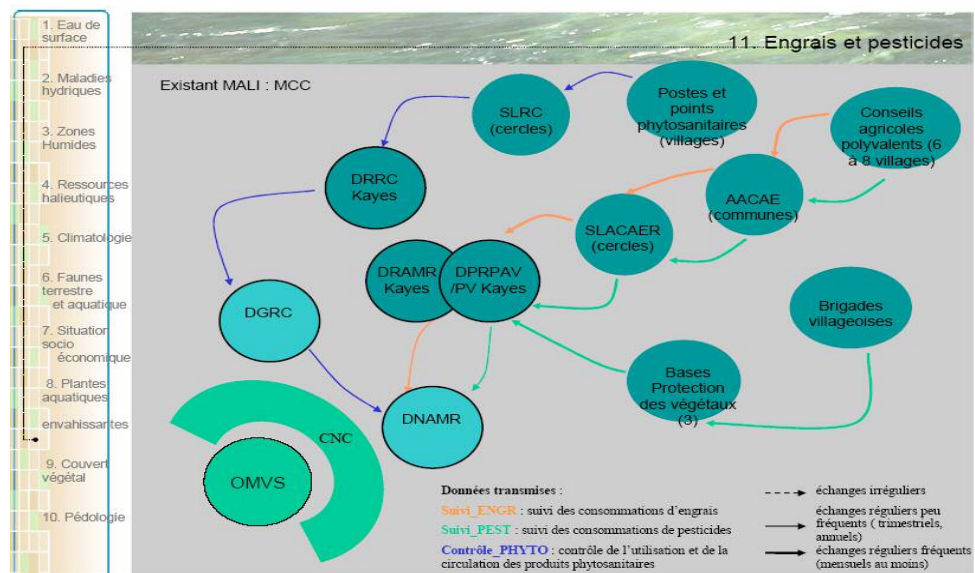 1. Eau de
surface
2. Maladies
hydriques
3. Zones
Humides
4. Ressources
halieutiques
5. Climatologie
6. Faunes
terrestre
et aquatique
7. Situation
socio
économique
8. Plantes
aquatiques
envahissantes
9. Couvert
végétal
10. Pédologie
11. Engrais et pesticides
Existant MALI : MCC
SLRC
(cercles)
Postes et
points
phytosanitaires
(villages)
Conseils
agricoles
polyvalents (6
à 8 villages)
DRRC
Kayes
AACAE
(communes)
SLACAER
(cercles)
DRAMR
Kayes
DPRPAV
/PV Kayes
DGRC
Brigades
villageoises
Bases
Protection
des végétaux
(3)
DNAMR
CNC
OMVS
Données transmises :
Suivi_ENGR : suivi des consommations d'engrais
Suivi_PEST : suivi des consommations de pesticides
Contrôle_PHYTO : contrôle de l'utilisation et de la
circulation des produits phytosanitaires
échanges irréguliers
échanges réguliers peu
fréquents ( trimestriels,
annuels)
échanges réguliers fréquents
(mensuels au moins)